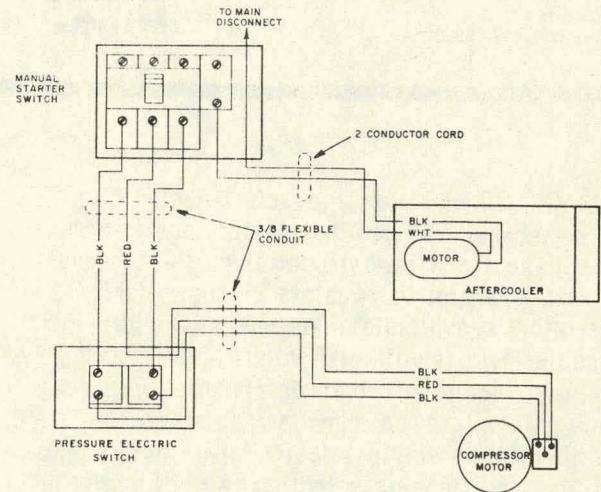 TO MAIN
DISCONNECT
MANUAL
STARTER
SWITCH
2 CONDUCTOR CORD
BLK
WHT
MOTOR
AFTERCOOLER
3/8 FLEXIBLE
CONDUIT
BLK
RED
BLK
BLK
RED
BLK
PRESSURE ELECTRIC
SWITCH
COMPRESSOR
MOTOR